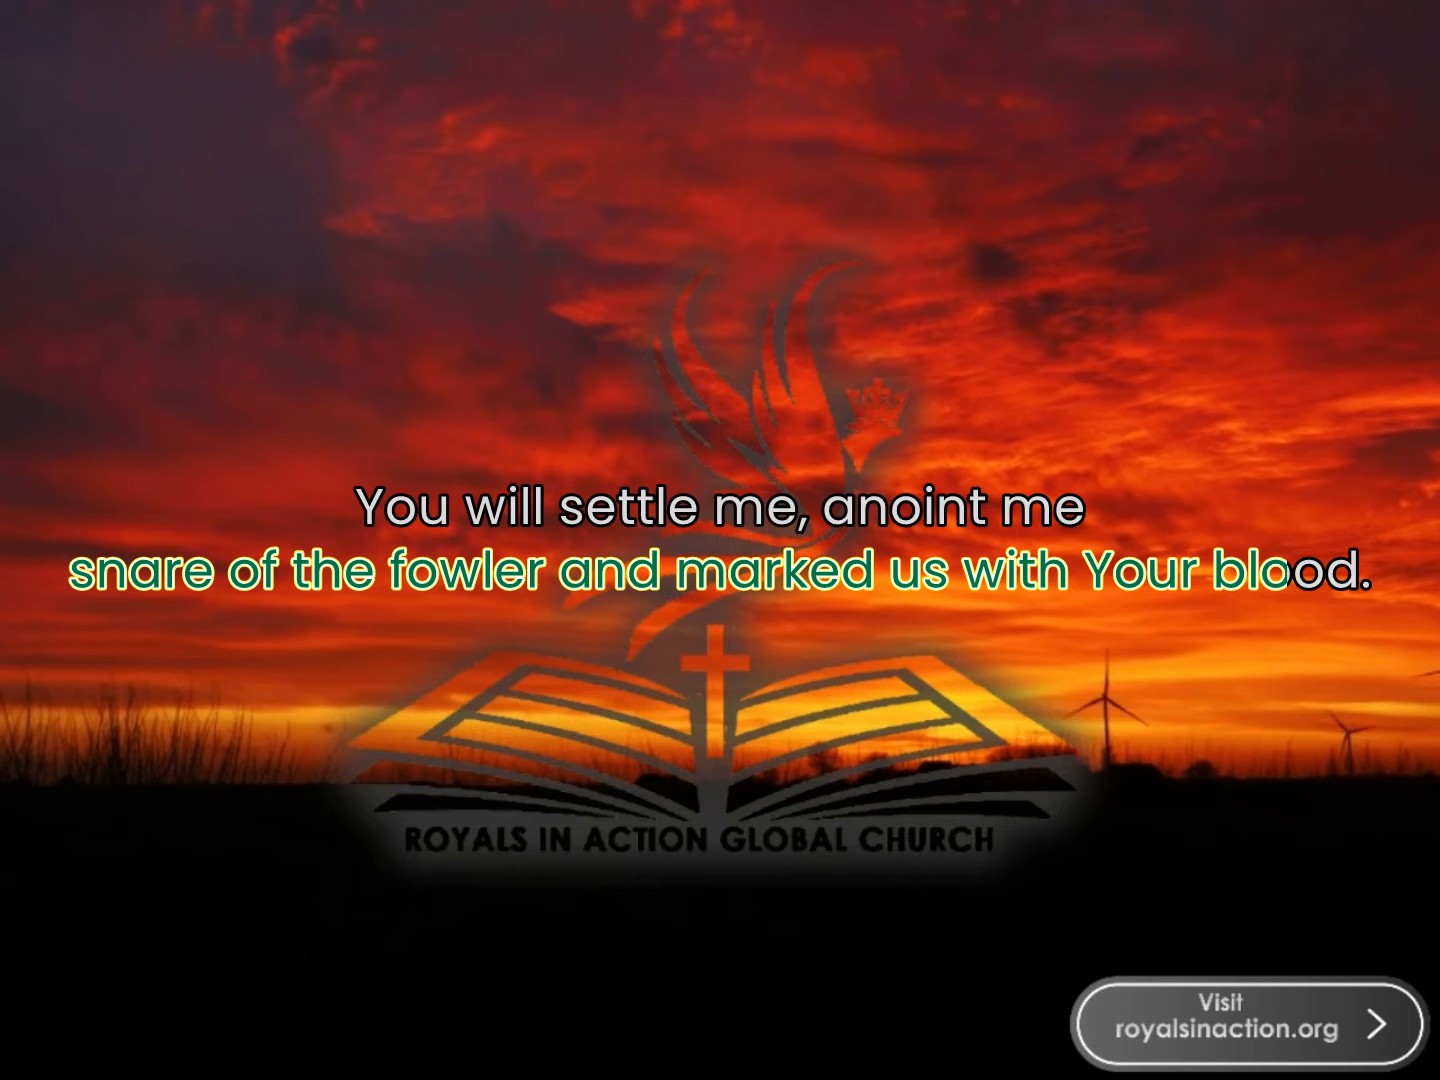 You will settle me, anoint me
snare of the fowler and marked us with Your blood.
ROYALS IN ACTION GLOBAL CHURCH
Visit
royalsinaction.org